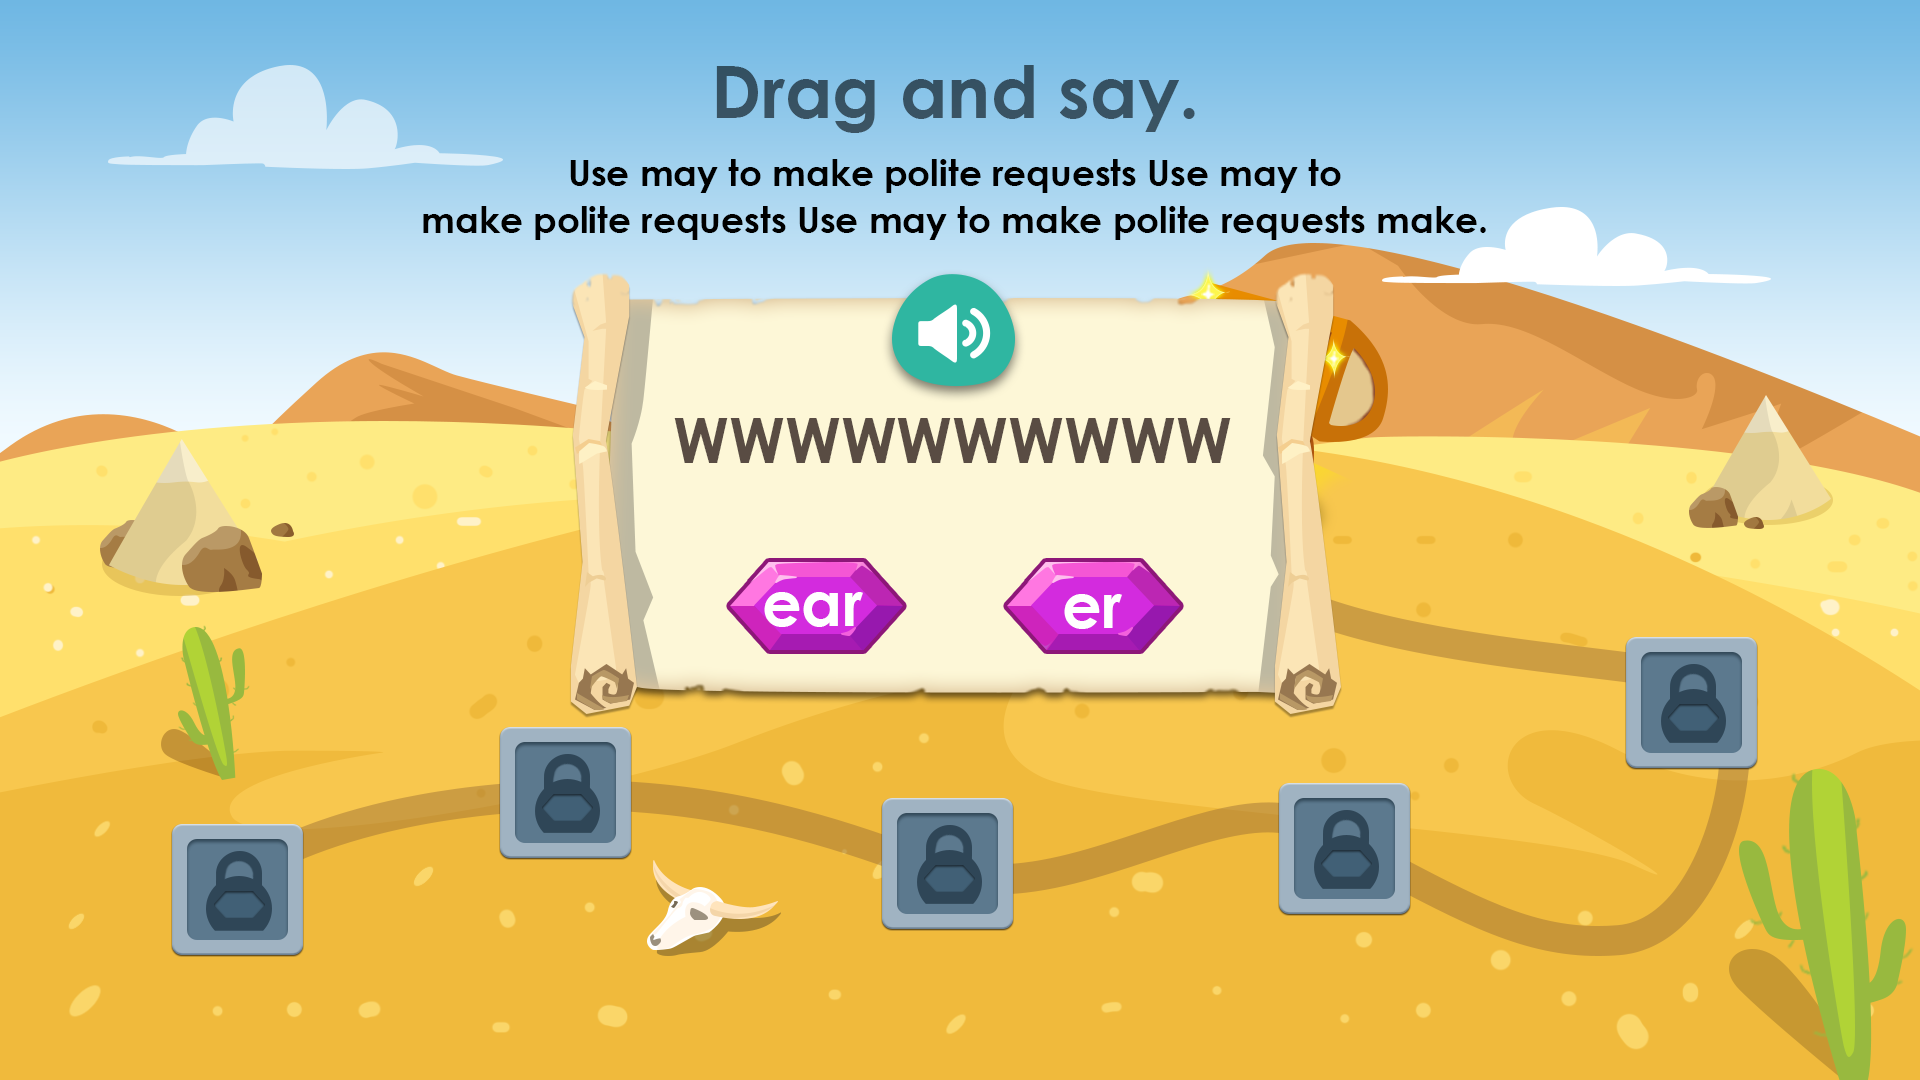 Drag and say.
Use may to make polite requests Use may to
make polite requests Use may to make polite requests make.
WWWWWWWWWW
ear
er